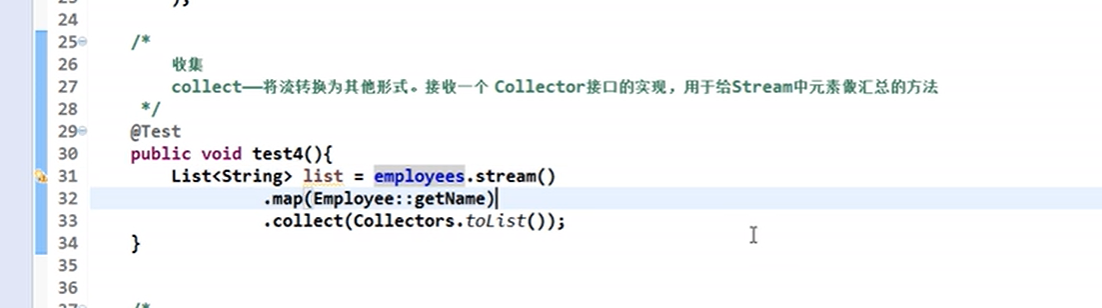 );
24
25 /*
26 收集
27 collect——将流转换为其他形式。接收一个 Collector接口的实现，用于给Stream中元素做汇总的方法
28 */
29 @Test
30 public void test4(){
31 List<String> list = employees.stream()
32 .map(Employee::getName)
33 .collect(Collectors.toList());
34 }
35
36